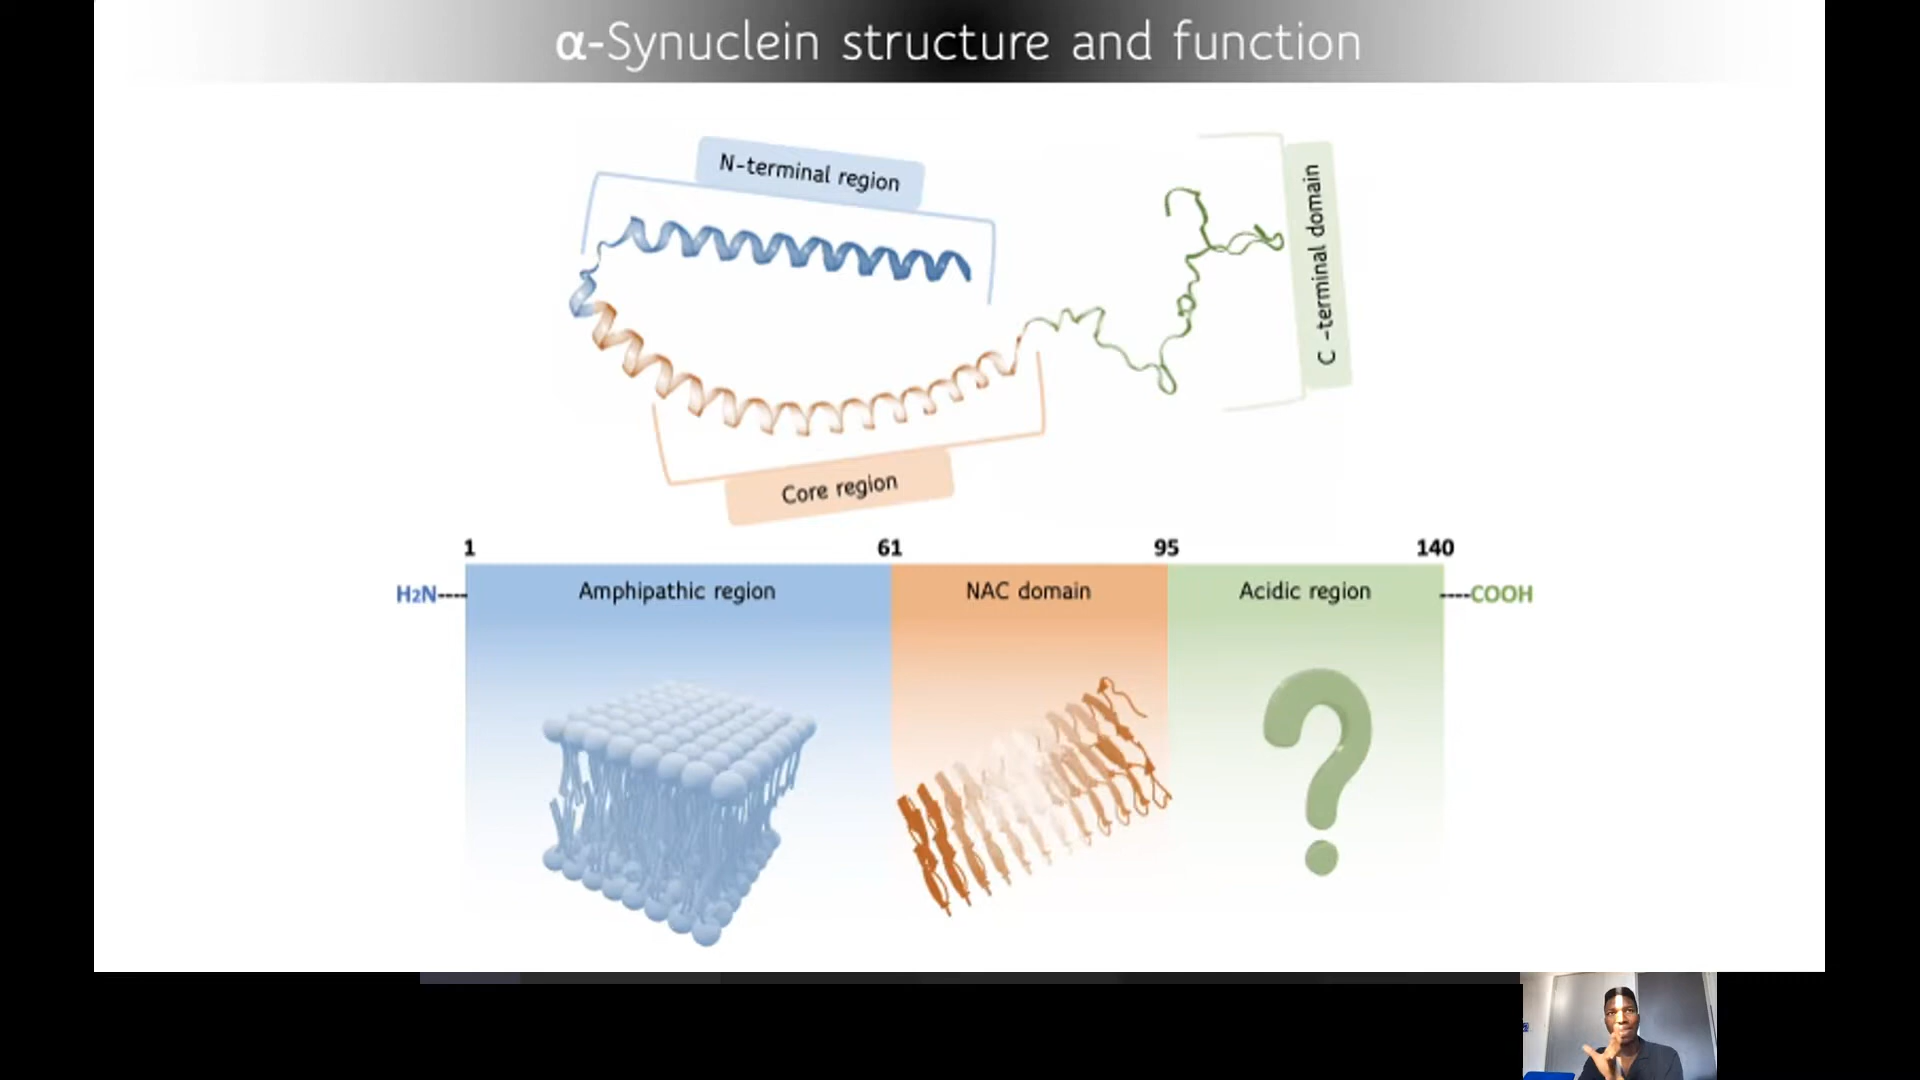 α-Synuclein structure and function
N-terminal region
C -terminal domain
Core region
1 61 95 140
H2N---- Amphipathic region NAC domain Acidic region ----COOH
?